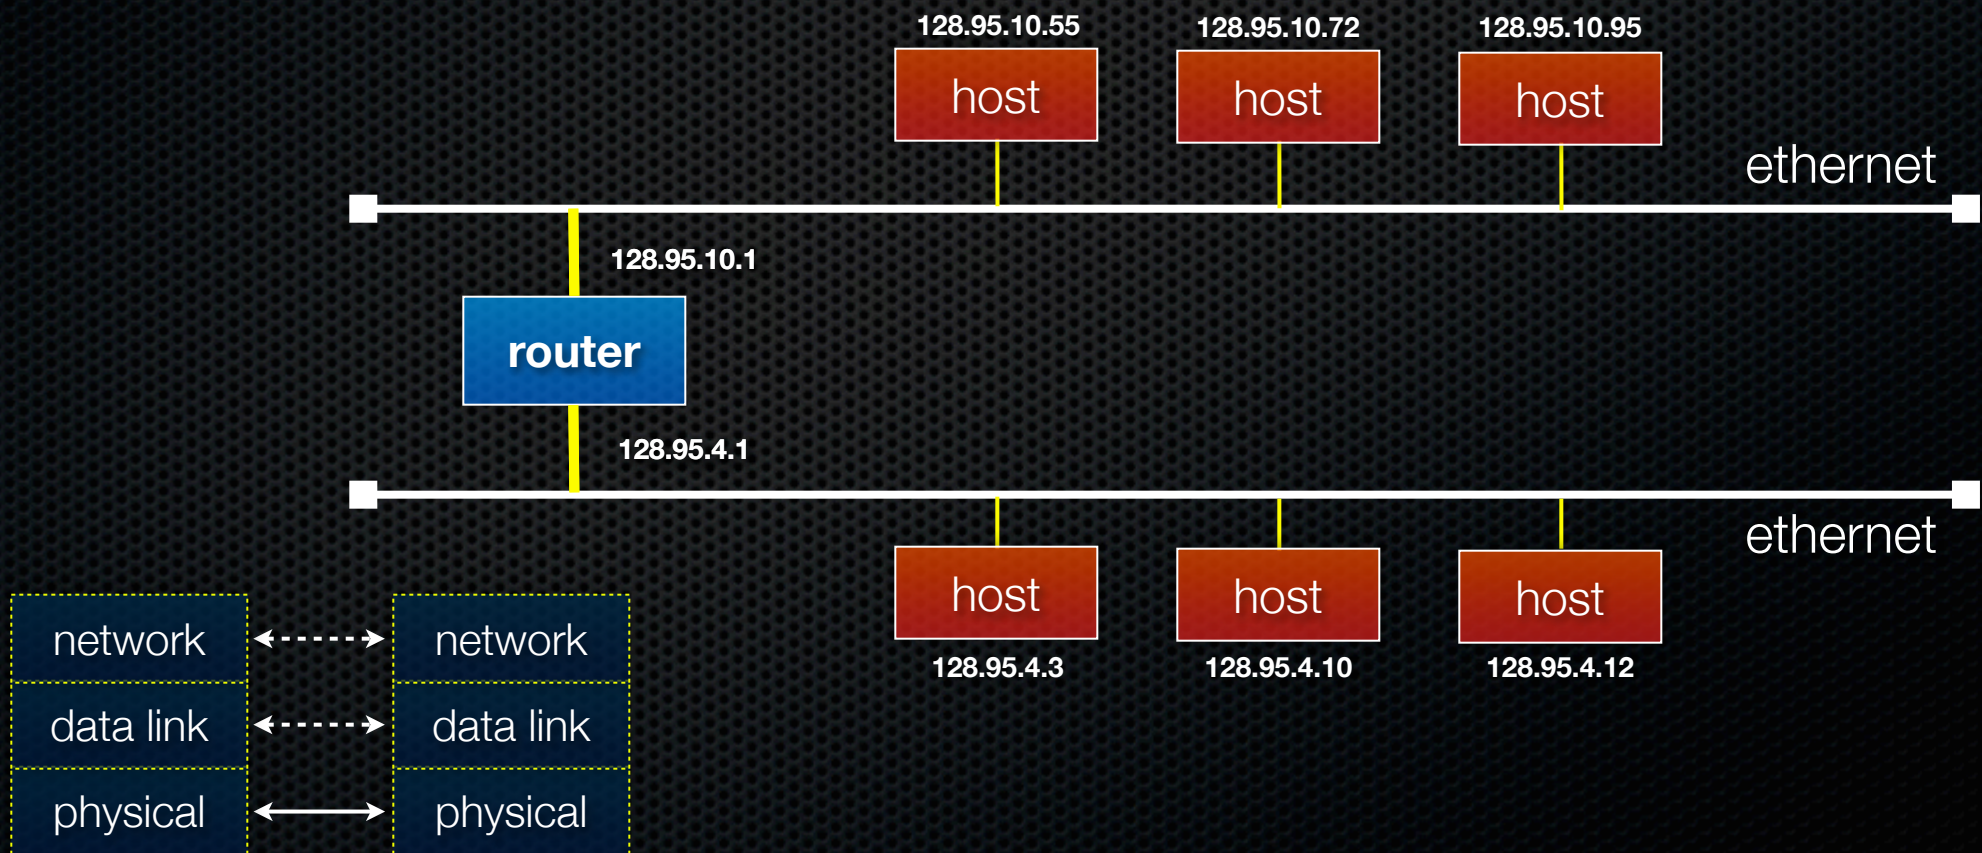 128.95.10.55
128.95.10.72
128.95.10.95
host
host
host
ethernet
128.95.10.1
router
128.95.4.1
ethernet
host
host
host
128.95.4.3
128.95.4.10
128.95.4.12
network
network
data link
data link
physical
physical